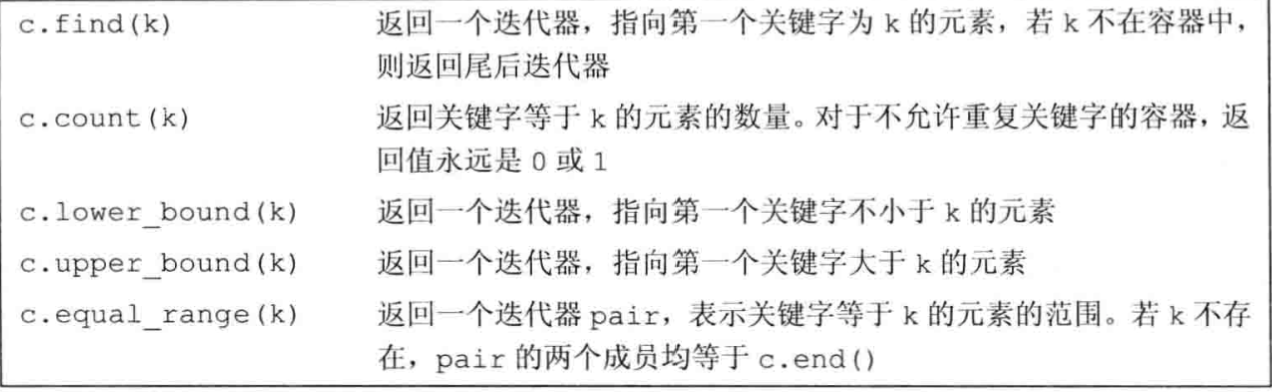 c.find(k) 返回一个迭代器，指向第一个关键字为 k 的元素，若 k 不在容器中，
则返回尾后迭代器
c.count(k) 返回关键字等于 k 的元素的数量。对于不允许重复关键字的容器，返
回值永远是 0 或 1
c.lower_bound(k) 返回一个迭代器，指向第一个关键字不小于 k 的元素
c.upper_bound(k) 返回一个迭代器，指向第一个关键字大于 k 的元素
c.equal_range(k) 返回一个迭代器 pair，表示关键字等于 k 的元素的范围。若 k 不存
在，pair 的两个成员均等于 c.end()